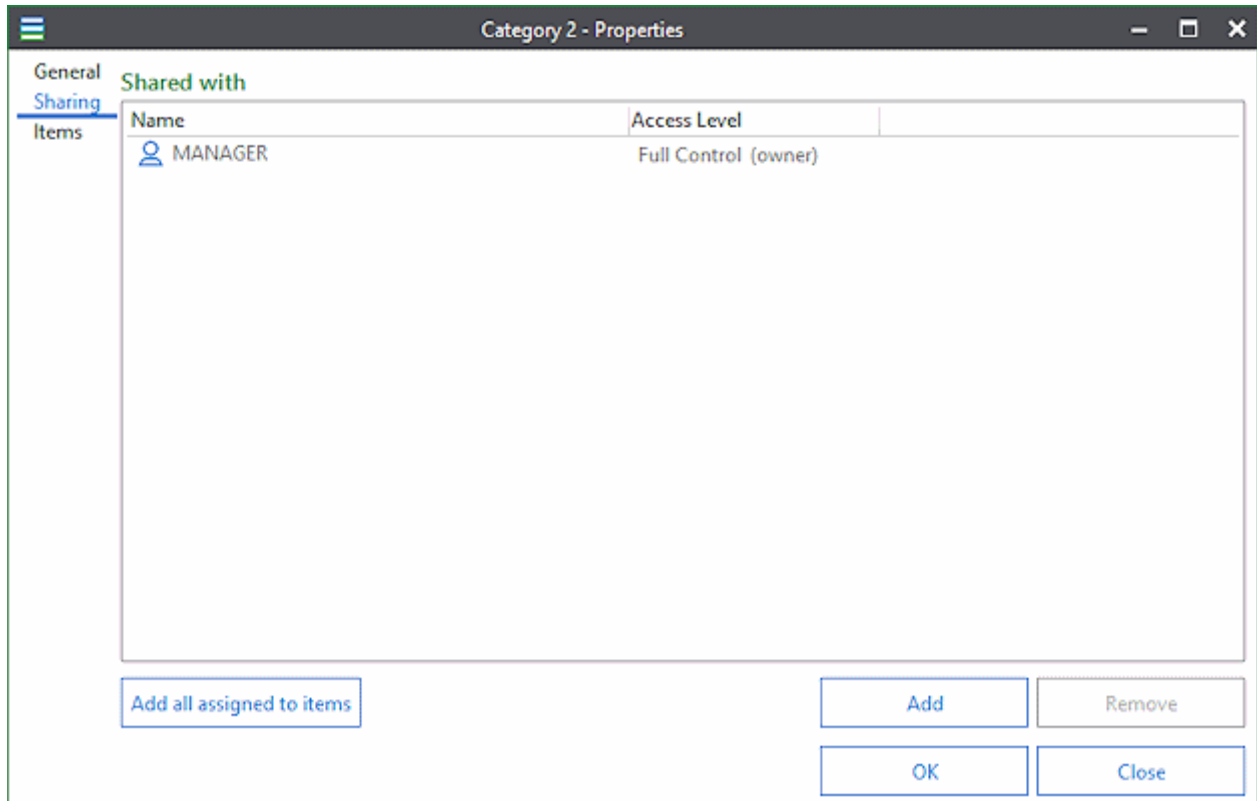 Category 2 - Properties
General
Sharing
Items
Shared with
Name Access Level
MANAGER Full Control (owner)
Add all assigned to items Add Remove
OK Close